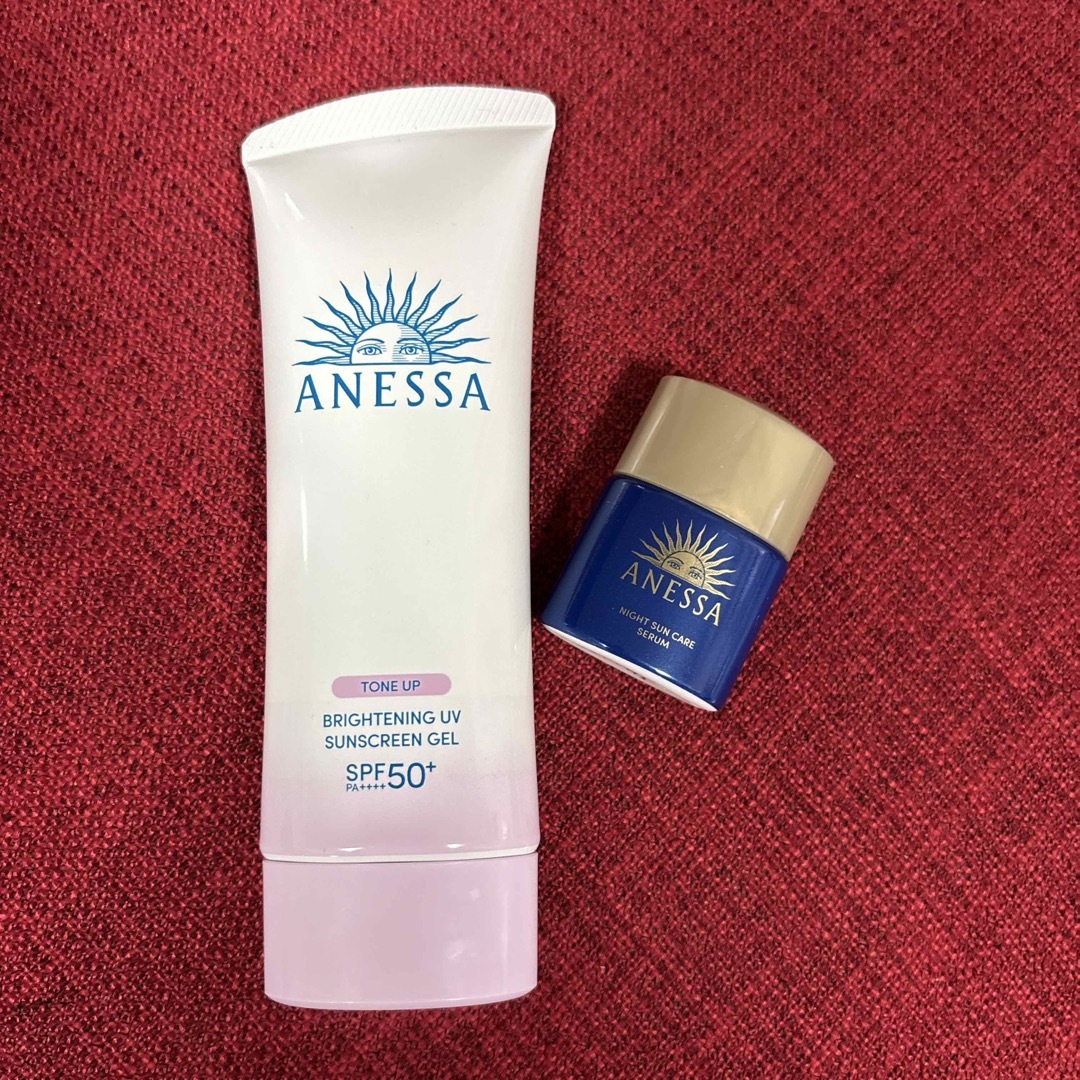 ANESSA
TONE UP
BRIGHTENING UV
SUNSCREEN GEL
SPF50+
PA++++
ANESSA
NIGHT SUN CARE
SERUM